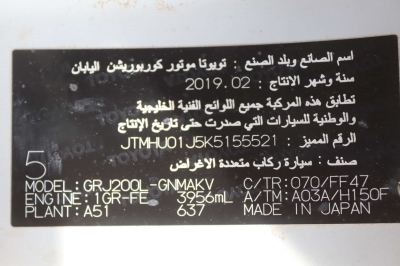 اسم الصانع وبلد الصنع : تويوتا موتور كوربوريشن اليابان
سنة وشهر الانتاج : 2019.02
تطابق هذه المركبة جميع اللوائح الفنية الخليجية
والوطنية للسيارات التي صدرت حتى تاريخ الإنتاج
الرقم المميز : JTMHU01J5K5155521
صنف : سيارة ركاب متعددة الاغراض
5
MODEL: GRJ200L-GNMAKV C/TR: 070/FF47
ENGINE: 1GR-FE 3956mL A/TM: A03A/H150F
PLANT: A51 637 MADE IN JAPAN